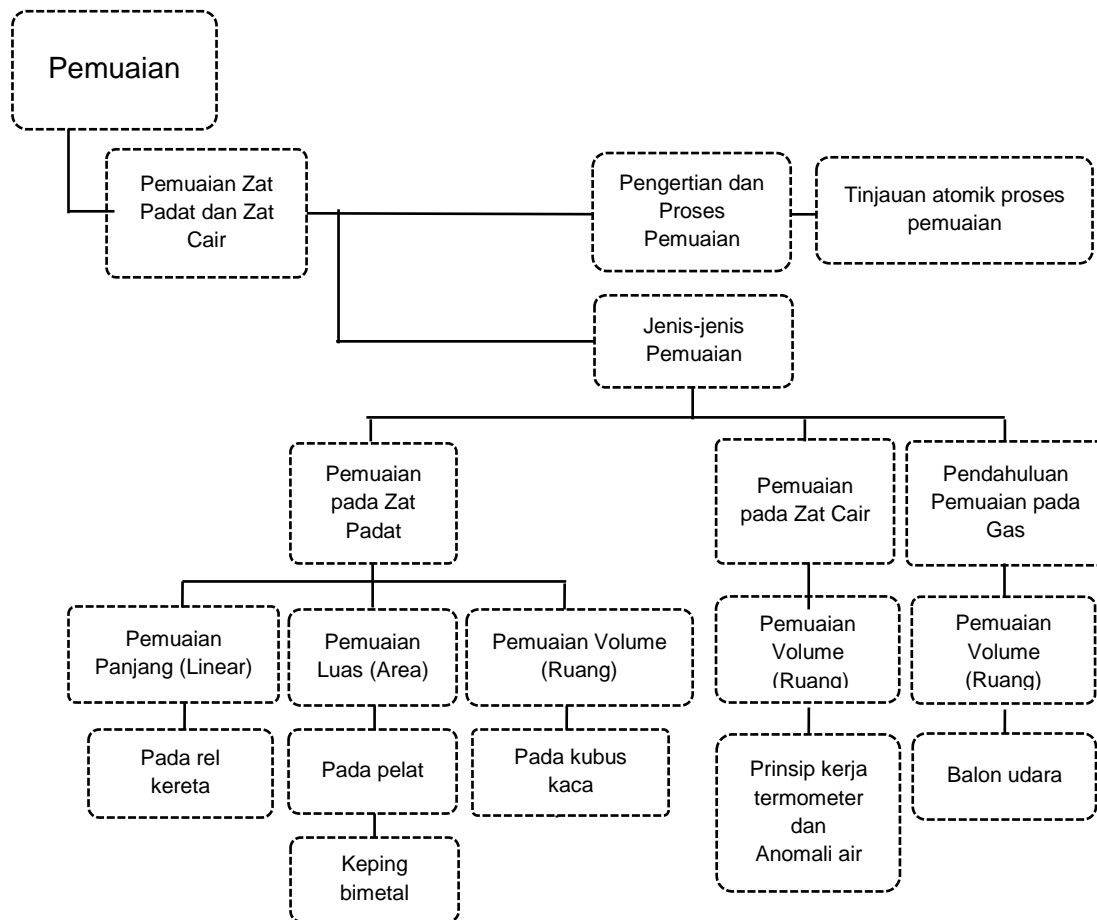 Pemuaian
Pemuaian Zat
Padat dan Zat
Cair
Pengertian dan
Proses
Pemuaian
Tinjauan atomik proses
pemuaian
Jenis-jenis
Pemuaian
Pemuaian
pada Zat
Padat
Pemuaian
pada Zat Cair
Pendahuluan
Pemuaian pada
Gas
Pemuaian
Panjang (Linear)
Pemuaian
Luas (Area)
Pemuaian Volume
(Ruang)
Pemuaian
Volume
(Ruang)
Pemuaian
Volume
(Ruang)
Pada rel
kereta
Pada pelat
Pada kubus
kaca
Prinsip kerja
termometer
dan
Anomali air
Balon udara
Keping
bimetal